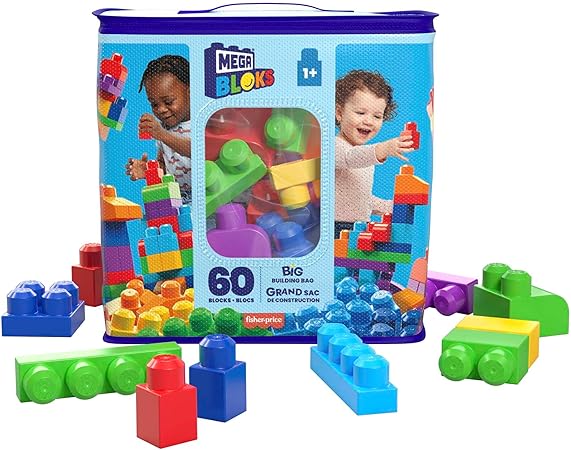 MEGA
BLOKS
1+
60
BLOCKS • BLOCS
BIG
BUILDING BAG
GRAND SAC
DE CONSTRUCTION
fisher-price